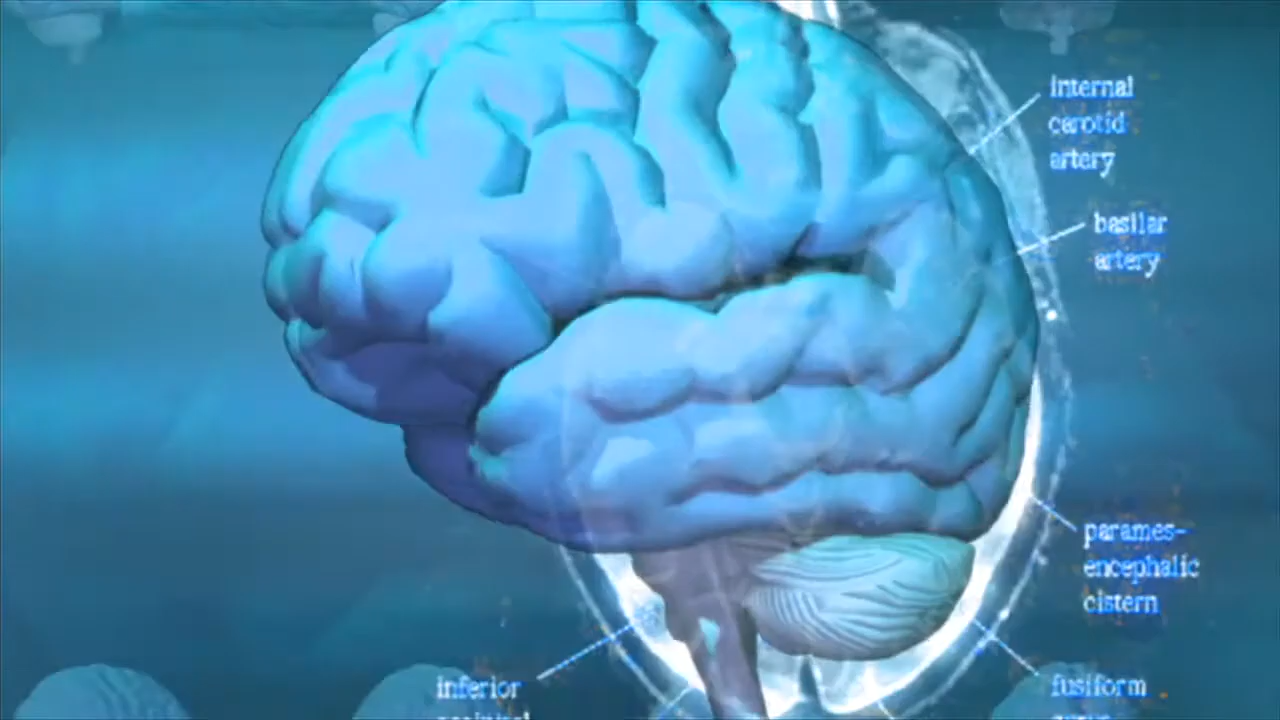 internal
carotid
artery
basilar
artery
parames-
encephalic
cistern
inferior
fusiform